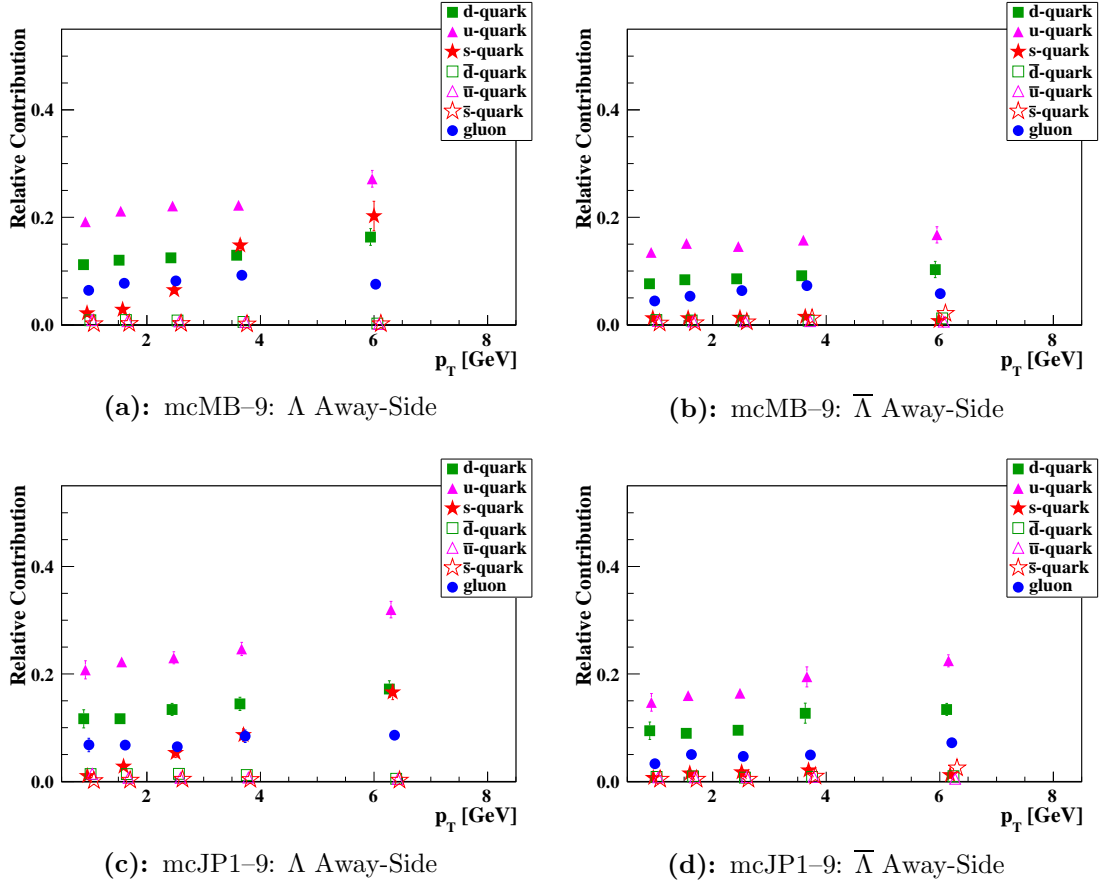 Relative Contribution
0.4
0.2
0.0
2 4 6 8
p_T [GeV]
d-quark
u-quark
s-quark
d̅-quark
u̅-quark
s̅-quark
gluon
(a): mcMB–9: Λ Away-Side
Relative Contribution
0.4
0.2
0.0
2 4 6 8
p_T [GeV]
d-quark
u-quark
s-quark
d̅-quark
u̅-quark
s̅-quark
gluon
(b): mcMB–9: Λ̅ Away-Side
Relative Contribution
0.4
0.2
0.0
2 4 6 8
p_T [GeV]
d-quark
u-quark
s-quark
d̅-quark
u̅-quark
s̅-quark
gluon
(c): mcJP1–9: Λ Away-Side
Relative Contribution
0.4
0.2
0.0
2 4 6 8
p_T [GeV]
d-quark
u-quark
s-quark
d̅-quark
u̅-quark
s̅-quark
gluon
(d): mcJP1–9: Λ̅ Away-Side